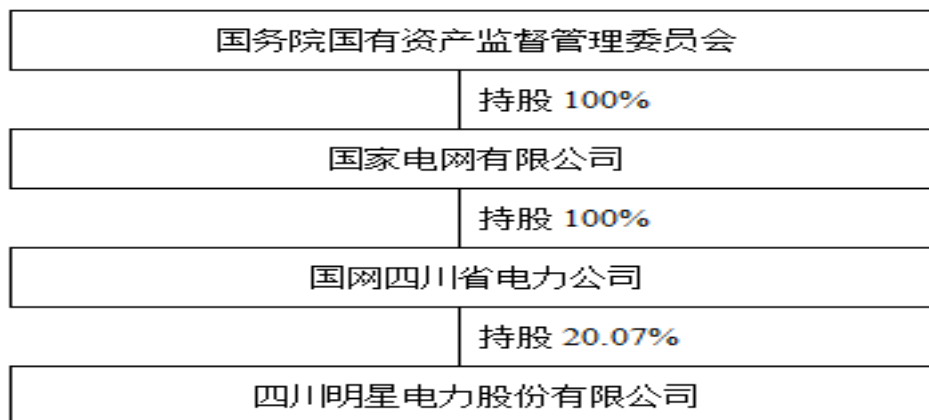 国务院国有资产监督管理委员会
持股 100%
国家电网有限公司
持股 100%
国网四川省电力公司
持股 20.07%
四川明星电力股份有限公司